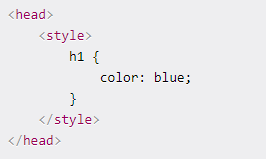 <head>
    <style>
        h1 {
            color: blue;
        }
    </style>
</head>